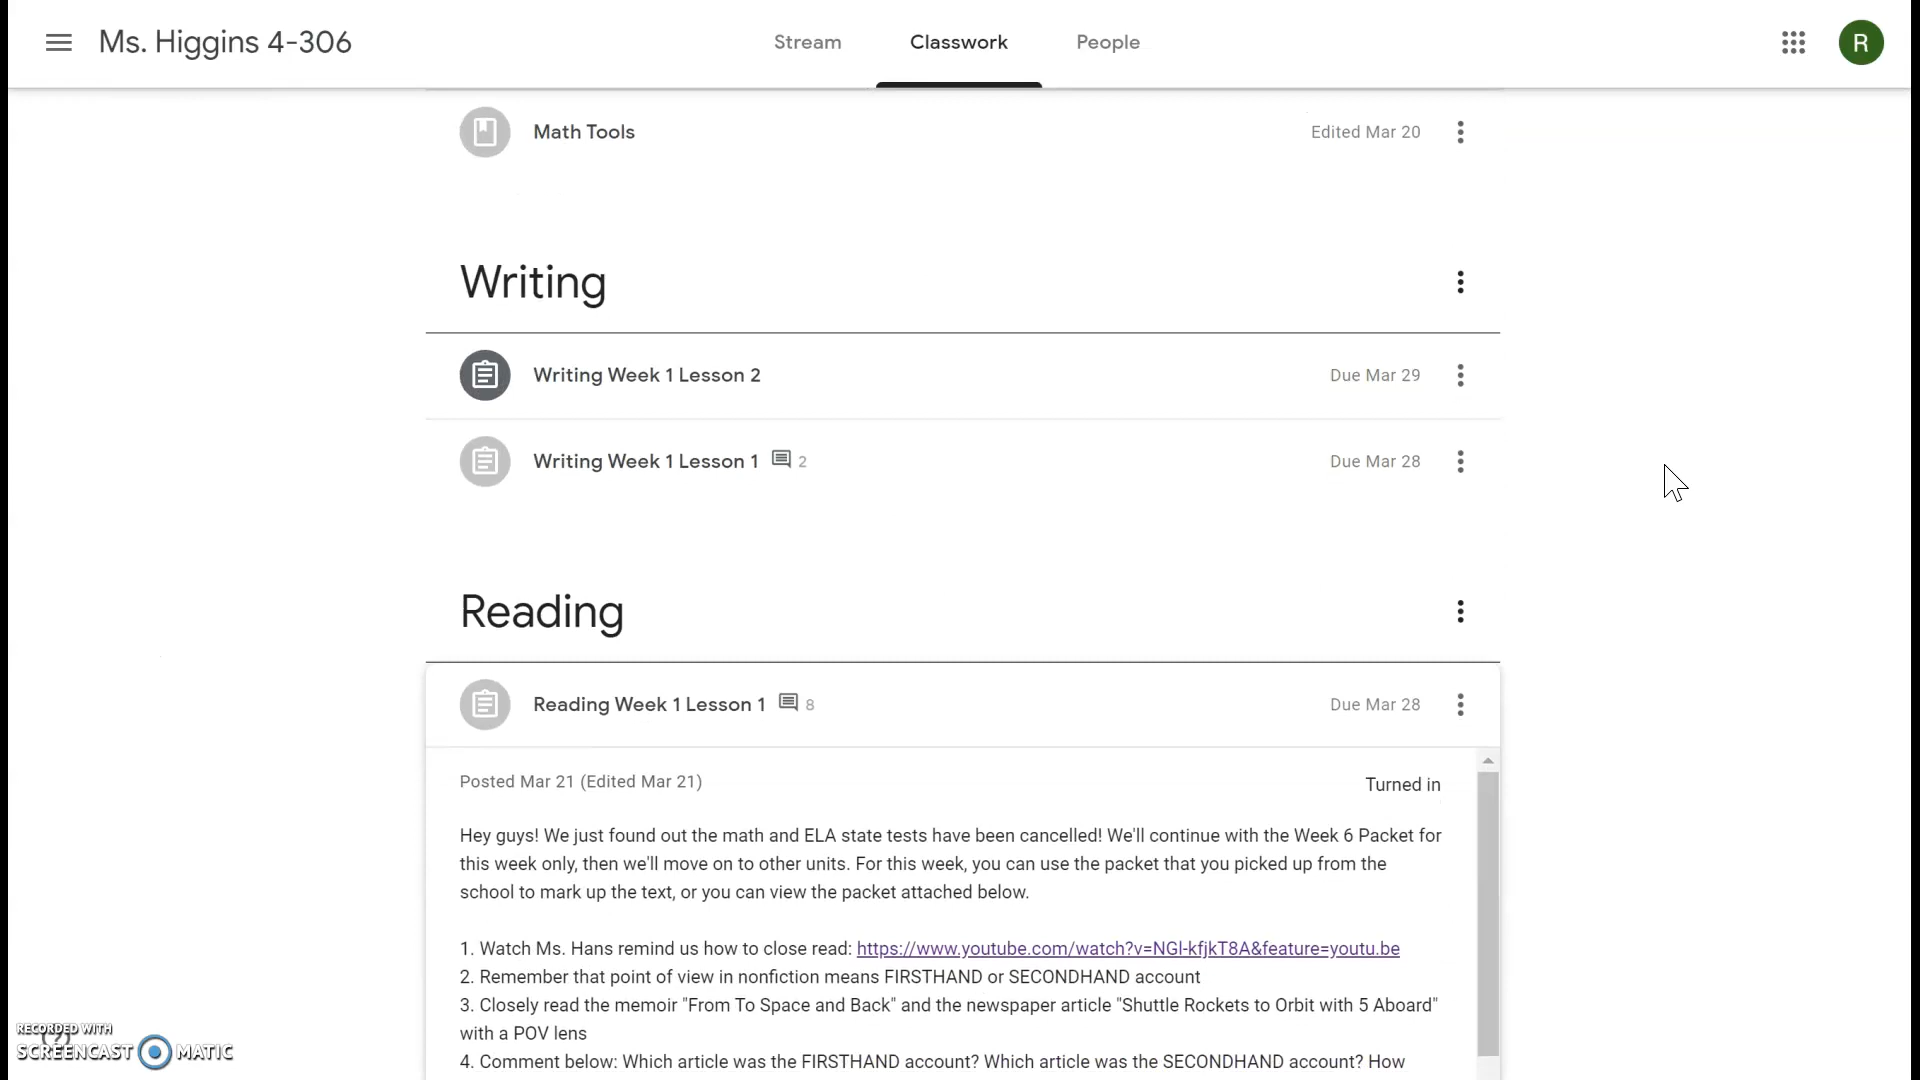 Ms. Higgins 4-306
Stream
Classwork
People
R
Math Tools
Edited Mar 20
Writing
Writing Week 1 Lesson 2
Due Mar 29
Writing Week 1 Lesson 1
2
Due Mar 28
Reading
Reading Week 1 Lesson 1
8
Due Mar 28
Posted Mar 21 (Edited Mar 21)
Turned in
Hey guys! We just found out the math and ELA state tests have been cancelled! We'll continue with the Week 6 Packet for
this week only, then we'll move on to other units. For this week, you can use the packet that you picked up from the
school to mark up the text, or you can view the packet attached below.
1. Watch Ms. Hans remind us how to close read: https://www.youtube.com/watch?v=NGl-kfjkT8A&feature=youtu.be
2. Remember that point of view in nonfiction means FIRSTHAND or SECONDHAND account
3. Closely read the memoir "From To Space and Back" and the newspaper article "Shuttle Rockets to Orbit with 5 Aboard"
with a POV lens
4. Comment below: Which article was the FIRSTHAND account? Which article was the SECONDHAND account? How
RECORDED WITH
SCREENCAST MATIC